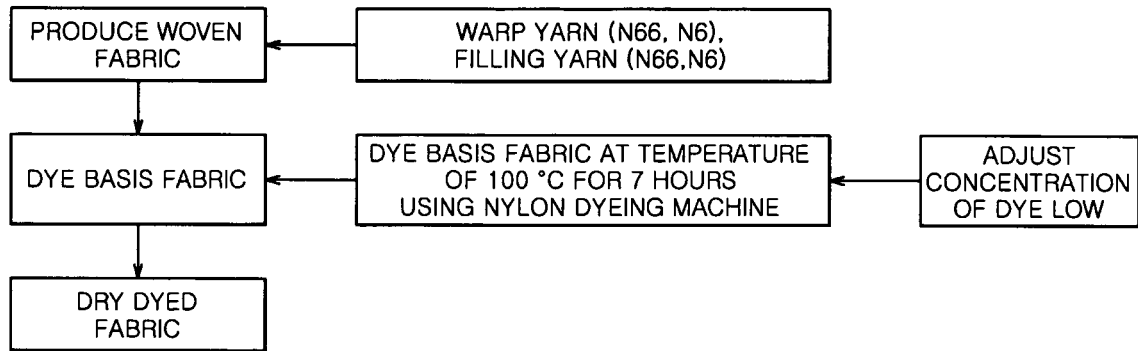 PRODUCE WOVEN
FABRIC
WARP YARN (N66, N6),
FILLING YARN (N66,N6)
DYE BASIS FABRIC
DYE BASIS FABRIC AT TEMPERATURE
OF 100 °C FOR 7 HOURS
USING NYLON DYEING MACHINE
ADJUST
CONCENTRATION
OF DYE LOW
DRY DYED
FABRIC